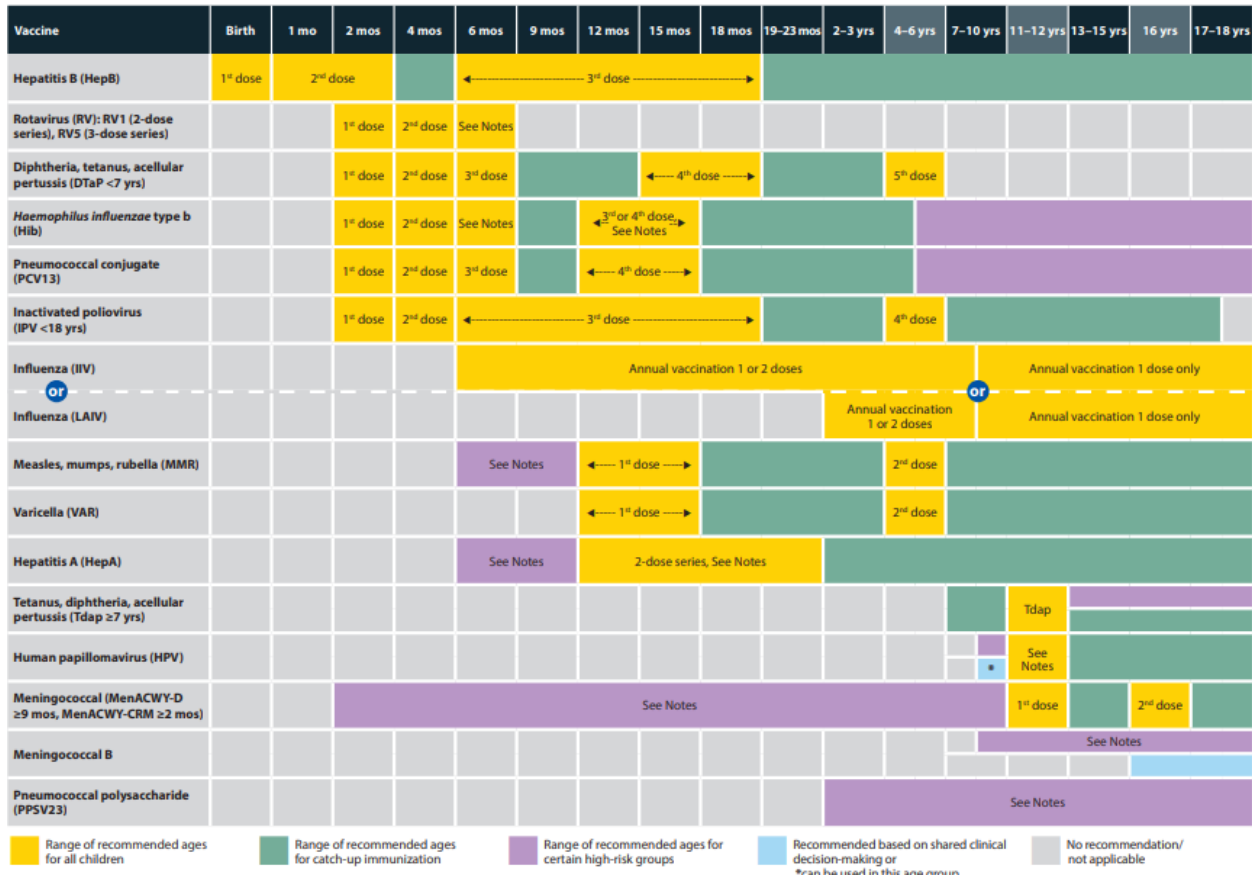 Vaccine Birth 1 mo 2 mos 4 mos 6 mos 9 mos 12 mos 15 mos 18 mos 19–23 mos 2–3 yrs 4–6 yrs 7–10 yrs 11–12 yrs 13–15 yrs 16 yrs 17–18 yrs
Hepatitis B (HepB) 1st dose 2nd dose 3rd dose
Rotavirus (RV): RV1 (2-dose
series), RV5 (3-dose series) 1st dose 2nd dose See Notes
Diphtheria, tetanus, acellular
pertussis (DTaP <7 yrs) 1st dose 2nd dose 3rd dose 4th dose 5th dose
Haemophilus influenzae type b
(Hib) 1st dose 2nd dose See Notes 3rd or 4th dose,
See Notes
Pneumococcal conjugate
(PCV13) 1st dose 2nd dose 3rd dose 4th dose
Inactivated poliovirus
(IPV <18 yrs) 1st dose 2nd dose 3rd dose 4th dose
Influenza (IIV) Annual vaccination 1 or 2 doses Annual vaccination 1 dose only
or or
Influenza (LAIV) Annual vaccination
1 or 2 doses Annual vaccination 1 dose only
Measles, mumps, rubella (MMR) See Notes 1st dose 2nd dose
Varicella (VAR) 1st dose 2nd dose
Hepatitis A (HepA) See Notes 2-dose series, See Notes
Tetanus, diphtheria, acellular
pertussis (Tdap ≥7 yrs) Tdap
Human papillomavirus (HPV) * See
Notes
Meningococcal (MenACWY-D
≥9 mos, MenACWY-CRM ≥2 mos) See Notes 1st dose 2nd dose
Meningococcal B See Notes
Pneumococcal polysaccharide
(PPSV23) See Notes
Range of recommended ages
for all children
Range of recommended ages
for catch-up immunization
Range of recommended ages for
certain high-risk groups
Recommended based on shared clinical
decision-making or
*can be used in this age group
No recommendation/
not applicable